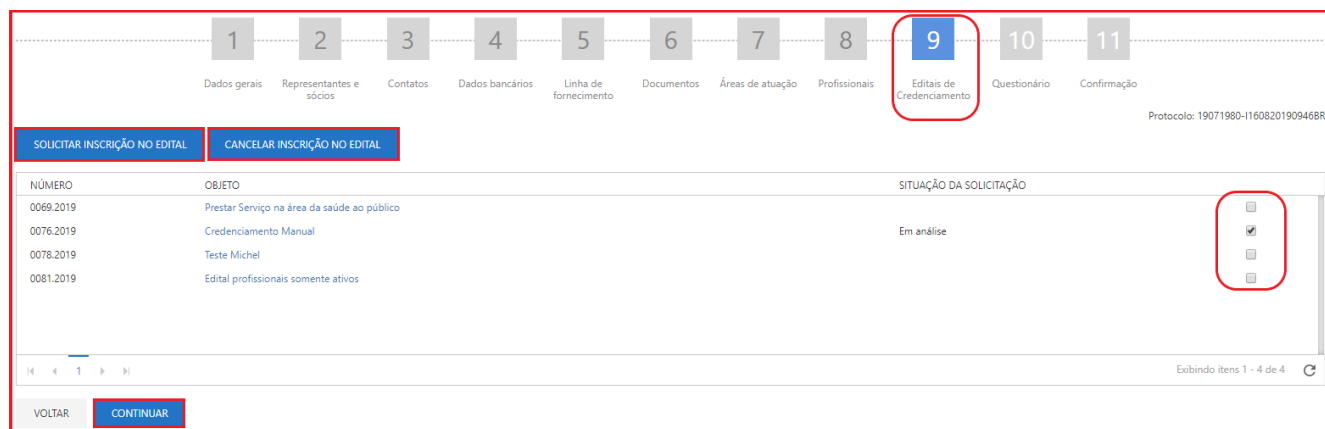 1 2 3 4 5 6 7 8 9 10 11
Dados gerais Representantes e sócios Contatos Dados bancários Linha de fornecimento Documentos Áreas de atuação Profissionais Editais de Credenciamento Questionário Confirmação
Protocolo: 19071980-I160820190946BR
SOLICITAR INSCRIÇÃO NO EDITAL CANCELAR INSCRIÇÃO NO EDITAL
NÚMERO OBJETO SITUAÇÃO DA SOLICITAÇÃO
0069.2019 Prestar Serviço na área da saúde ao público
0076.2019 Credenciamento Manual Em análise
0078.2019 Teste Michel
0081.2019 Edital profissionais somente ativos
1 Exibindo itens 1 - 4 de 4
VOLTAR CONTINUAR